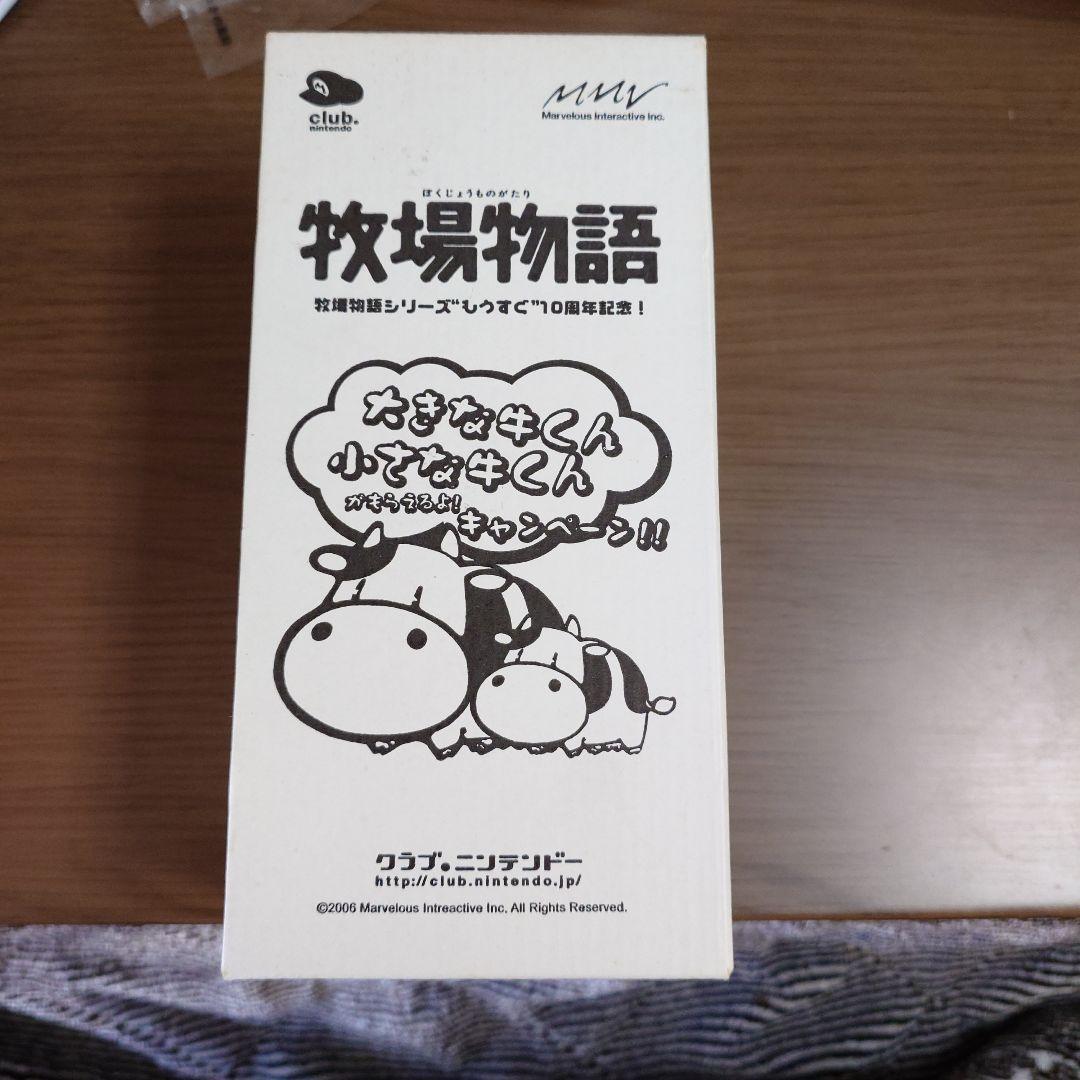 club.
nintendo
MMV
Marvelous Interactive Inc.
ぼくじょうものがたり
牧場物語
牧場物語シリーズ“もうすぐ”10周年記念！
大きな牛くん
小さな牛くん
がもらえるよ!
キャンペーン!!
クラブ・ニンテンドー
http://club.nintendo.jp/
©2006 Marvelous Intreactive Inc. All Rights Reserved.